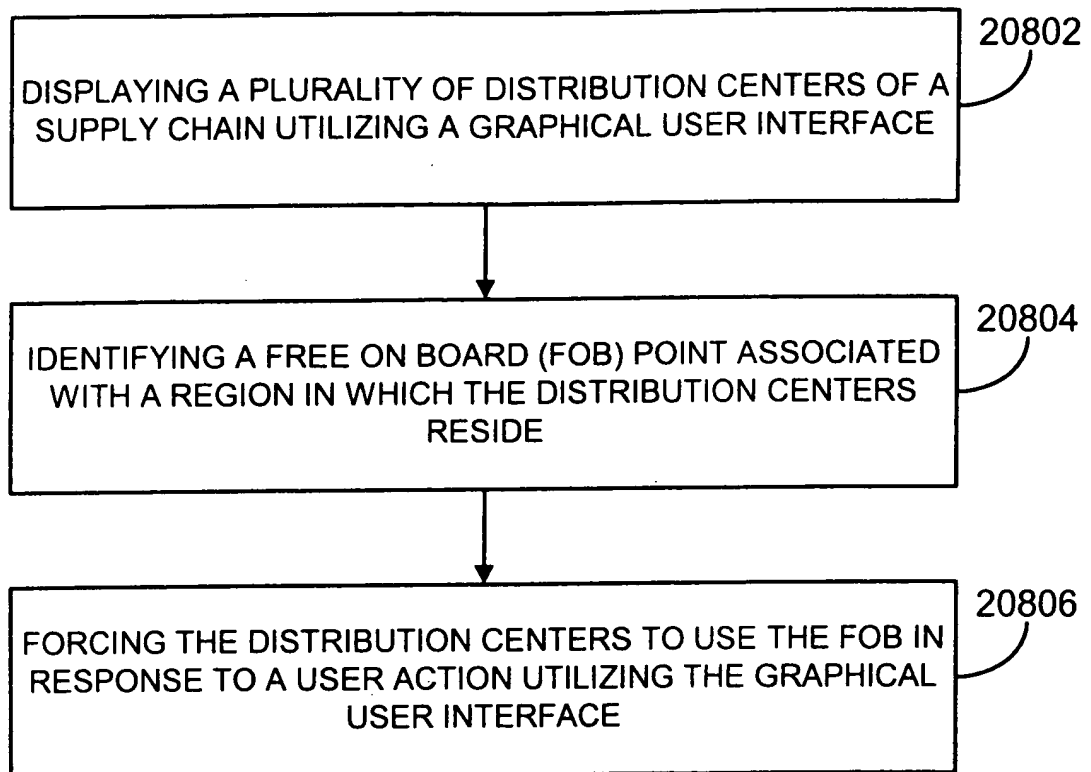 20802
DISPLAYING A PLURALITY OF DISTRIBUTION CENTERS OF A
SUPPLY CHAIN UTILIZING A GRAPHICAL USER INTERFACE
20804
IDENTIFYING A FREE ON BOARD (FOB) POINT ASSOCIATED
WITH A REGION IN WHICH THE DISTRIBUTION CENTERS
RESIDE
20806
FORCING THE DISTRIBUTION CENTERS TO USE THE FOB IN
RESPONSE TO A USER ACTION UTILIZING THE GRAPHICAL
USER INTERFACE